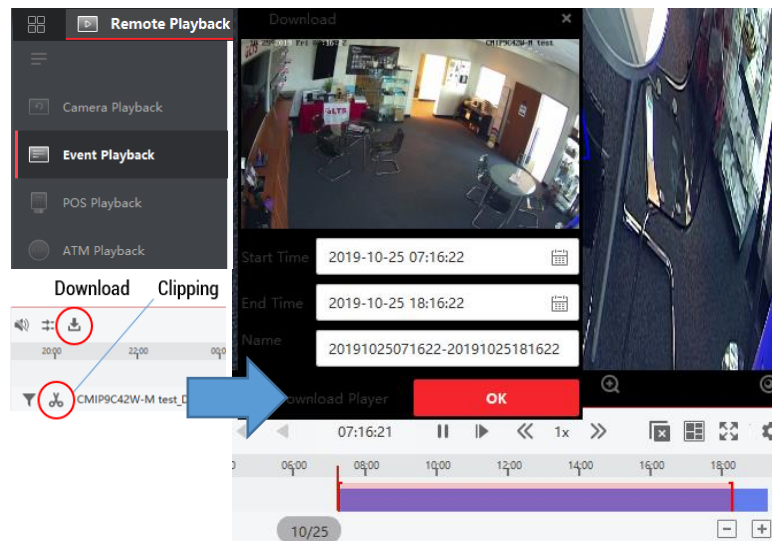 Remote Playback
Camera Playback
Event Playback
POS Playback
ATM Playback
Download Clipping
20:00 22:00
CMIP9C42W-M test_D
Download
CMIP9C42W-M test
LTS
Start Time 2019-10-25 07:16:22
End Time 2019-10-25 18:16:22
Name 20191025071622-20191025181622
Download Player OK
07:16:21 1x
06:00 08:00 10:00 12:00 14:00 16:00 18:00
10/25